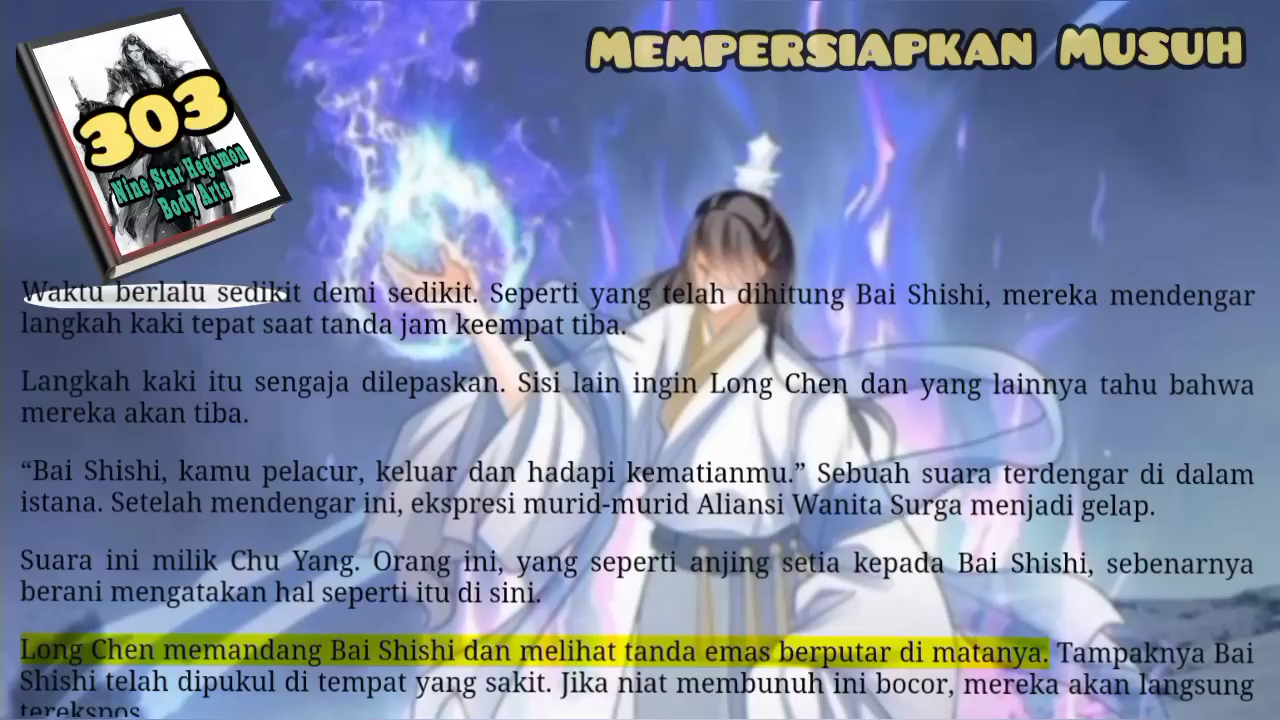 Mempersiapkan Musuh
303
Nine Star Hegemon
Body Arts
Waktu berlalu sedikit demi sedikit. Seperti yang telah dihitung Bai Shishi, mereka mendengar
langkah kaki tepat saat tanda jam keempat tiba.
Langkah kaki itu sengaja dilepaskan. Sisi lain ingin Long Chen dan yang lainnya tahu bahwa
mereka akan tiba.
“Bai Shishi, kamu pelacur, keluar dan hadapi kematianmu.” Sebuah suara terdengar di dalam
istana. Setelah mendengar ini, ekspresi murid-murid Aliansi Wanita Surga menjadi gelap.
Suara ini milik Chu Yang. Orang ini, yang seperti anjing setia kepada Bai Shishi, sebenarnya
berani mengatakan hal seperti itu di sini.
Long Chen memandang Bai Shishi dan melihat tanda emas berputar di matanya. Tampaknya Bai
Shishi telah dipukul di tempat yang sakit. Jika niat membunuh ini bocor, mereka akan langsung
terekspos.